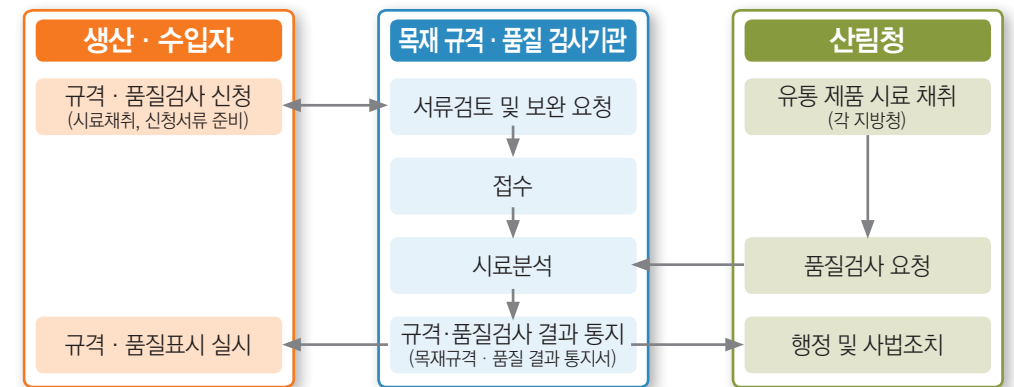 생산 · 수입자
규격 · 품질검사 신청
(시료채취, 신청서류 준비)
규격 · 품질표시 실시
목재 규격 · 품질 검사기관
서류검토 및 보완 요청
접수
시료분석
규격·품질검사 결과 통지
(목재규격 · 품질 결과 통지서)
산림청
유통 제품 시료 채취
(각 지방청)
품질검사 요청
행정 및 사법조치